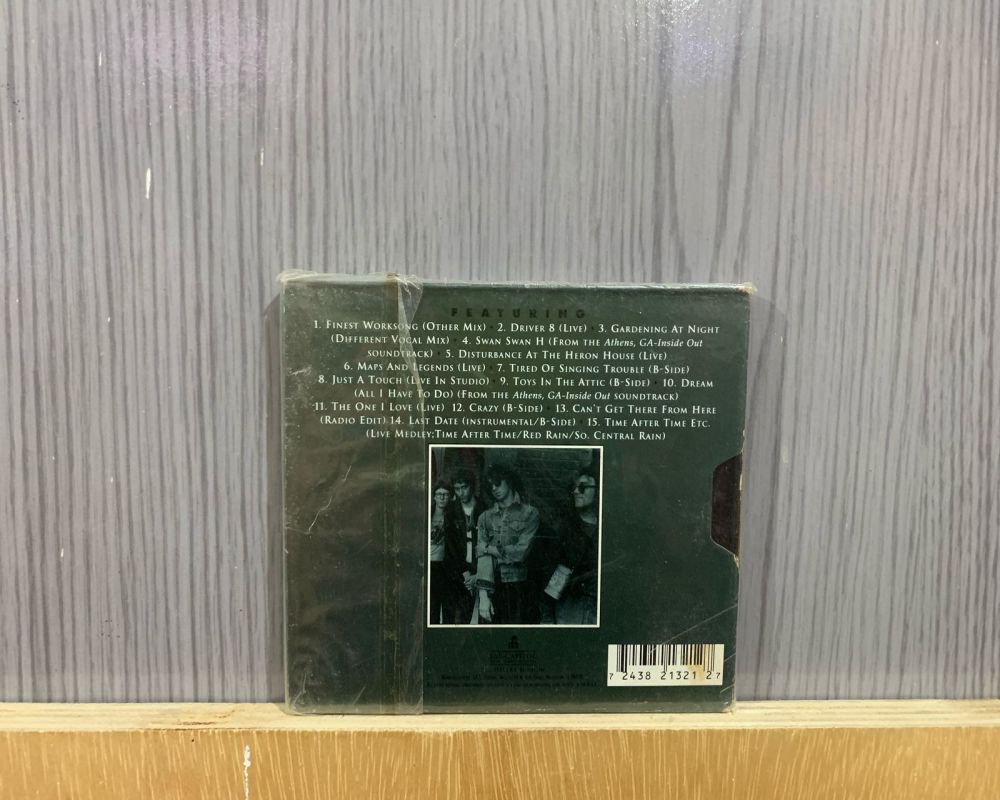 FEATURING
1. FINEST WORKSONG (OTHER MIX) • 2. DRIVER 8 (LIVE) • 3. GARDENING AT NIGHT
(DIFFERENT VOCAL MIX) • 4. SWAN SWAN H (FROM THE Athens, GA-Inside Out
SOUNDTRACK) • 5. DISTURBANCE AT THE HERON HOUSE (LIVE)
6. MAPS AND LEGENDS (LIVE) • 7. TIRED OF SINGING TROUBLE (B-SIDE)
8. JUST A TOUCH (LIVE IN STUDIO) • 9. TOYS IN THE ATTIC (B-SIDE) • 10. DREAM
(ALL I HAVE TO DO) (FROM THE Athens, GA-Inside Out SOUNDTRACK)
11. THE ONE I LOVE (LIVE) 12. CRAZY (B-SIDE) • 13. CAN'T GET THERE FROM HERE
(RADIO EDIT) 14. LAST DATE (INSTRUMENTAL/B-SIDE) • 15. TIME AFTER TIME ETC.
(LIVE MEDLEY;TIME AFTER TIME/RED RAIN/SO. CENTRAL RAIN)
7 24382 13212 7